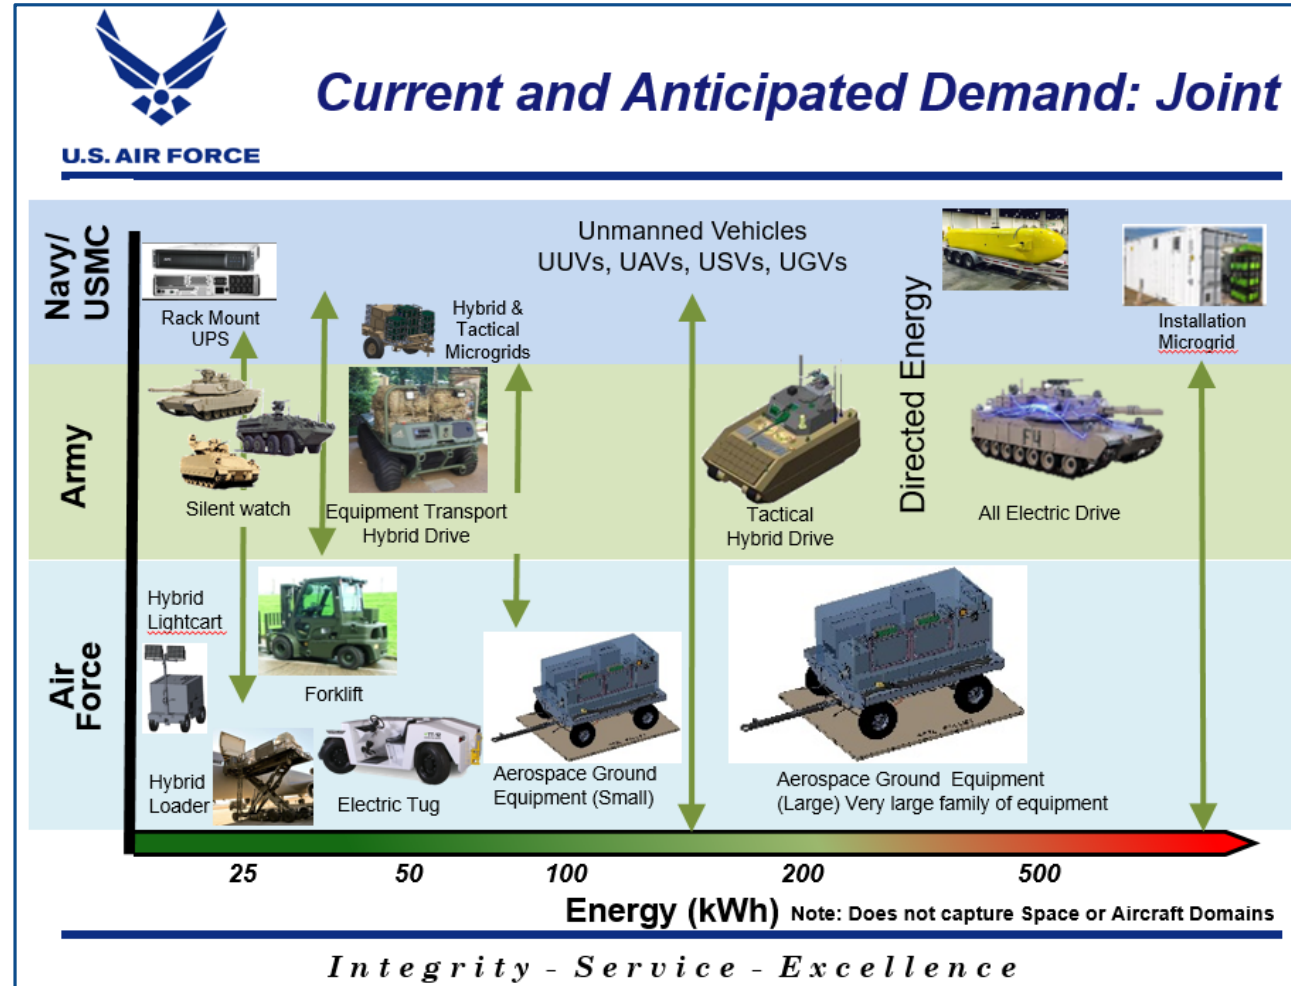 Current and Anticipated Demand: Joint
U.S. AIR FORCE
Navy/
USMC
Rack Mount
UPS
Hybrid &
Tactical
Microgrids
Unmanned Vehicles
UUVs, UAVs, USVs, UGVs
Directed Energy
Installation
Microgrid
Army
Silent watch
Equipment Transport
Hybrid Drive
Tactical
Hybrid Drive
F4
All Electric Drive
Air
Force
Hybrid
Lightcart
Forklift
Hybrid
Loader
Electric Tug
Aerospace Ground
Equipment (Small)
Aerospace Ground Equipment
(Large) Very large family of equipment
25 50 100 200 500
Energy (kWh) Note: Does not capture Space or Aircraft Domains
Integrity - Service - Excellence